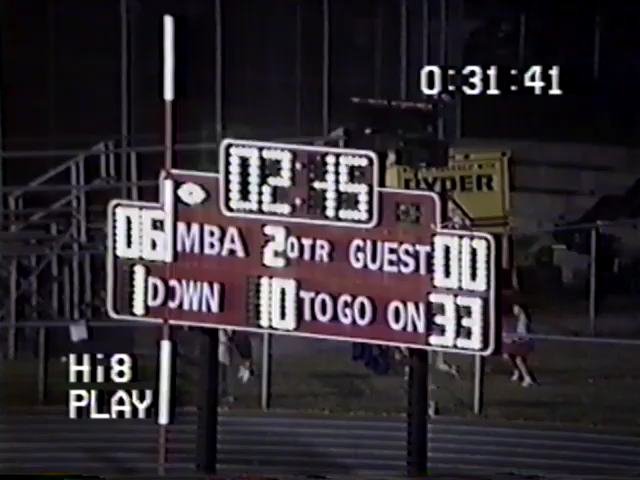 0:31:41
02:45
RYDER
06 MBA 2 QTR GUEST 00
1 DOWN 10 TO GO ON 33
Hi8
PLAY